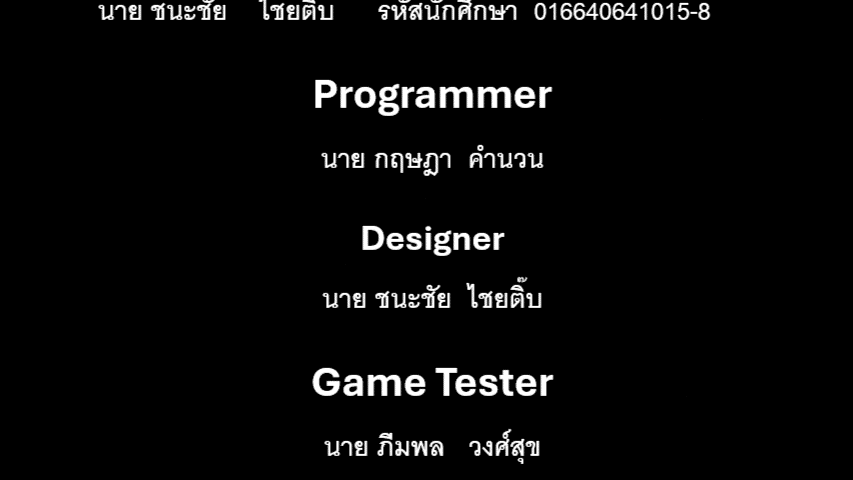 นาย ชนะชัย ไชยติ๊บ รหัสนักศึกษา 016640641015-8
Programmer
นาย กฤษฎา คำนวน
Designer
นาย ชนะชัย ไชยติ๊บ
Game Tester
นาย ภีมพล วงศ์สุข